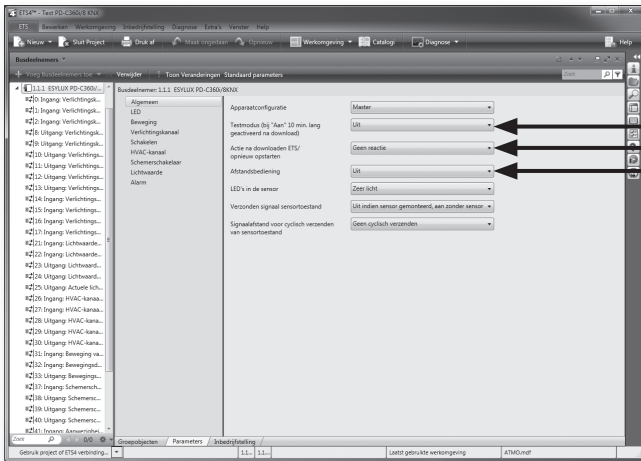 ETS4™ - Test PD-C360i/8 KNX
ETS Bewerken Werkomgeving Inbedrijfstelling Diagnose Extra's Venster Help
Nieuw Sluit Project Druk af Maak ongedaan Opnieuw Werkomgeving Catalogi Diagnose Help
Busdeelnemers
Voeg Busdeelnemers toe Verwijder Toon Veranderingen Standaard parameters Zoek
1.1.1 ESYLUX PD-C360i/...
0: Ingang: Verlichtingsk...
1: Ingang: Verlichtingsk...
2: Ingang: Verlichtingsk...
8: Uitgang: Verlichtingsk...
9: Uitgang: Verlichtingsk...
10: Uitgang: Verlichtings...
11: Uitgang: Verlichtings...
12: Uitgang: Verlichtings...
13: Uitgang: Verlichtings...
14: Uitgang: Verlichtings...
15: Uitgang: Verlichtings...
16: Uitgang: Verlichtings...
17: Uitgang: Verlichtings...
21: Ingang: Lichtwaarde...
22: Ingang: Lichtwaarde...
23: Uitgang: Lichtwaard...
24: Uitgang: Lichtwaard...
25: Uitgang: Actuele lich...
26: Ingang: HVAC-kanaa...
27: Ingang: HVAC-kanaa...
28: Uitgang: HVAC-kana...
29: Uitgang: HVAC-kana...
30: Uitgang: HVAC-kana...
31: Ingang: Beweging va...
32: Ingang: Bewegingsd...
33: Uitgang: Bewegings...
37: Ingang: Schemersch...
38: Uitgang: Schemersc...
39: Uitgang: Schemersc...
40: Uitgang: Schemersc...
41: Ingang: Aanwezighei...
Zoek 0/0
Busdeelnemer: 1.1.1 ESYLUX PD-C360i/8KNX
Algemeen
LED
Beweging
Verlichtingskanaal
Schakelen
HVAC-kanaal
Schemerschakelaar
Lichtwaarde
Alarm
Apparaatconfiguratie Master
Testmodus (bij "Aan" 10 min. lang geactiveerd na download) Uit
Actie na downloaden ETS/ opnieuw opstarten Geen reactie
Afstandsbediening Uit
LED's in de sensor Zeer licht
Verzonden signaal sensortoestand Uit indien sensor gemonteerd, aan zonder sensor
Signaalafstand voor cyclisch verzenden van sensortoestand Geen cyclisch verzenden
Groepobjecten Parameters Inbedrijfstelling
Gebruik project of ETS4 verbinding... 1.1... 1.1... Laatst gebruikte werkomgeving ATMO.mdf